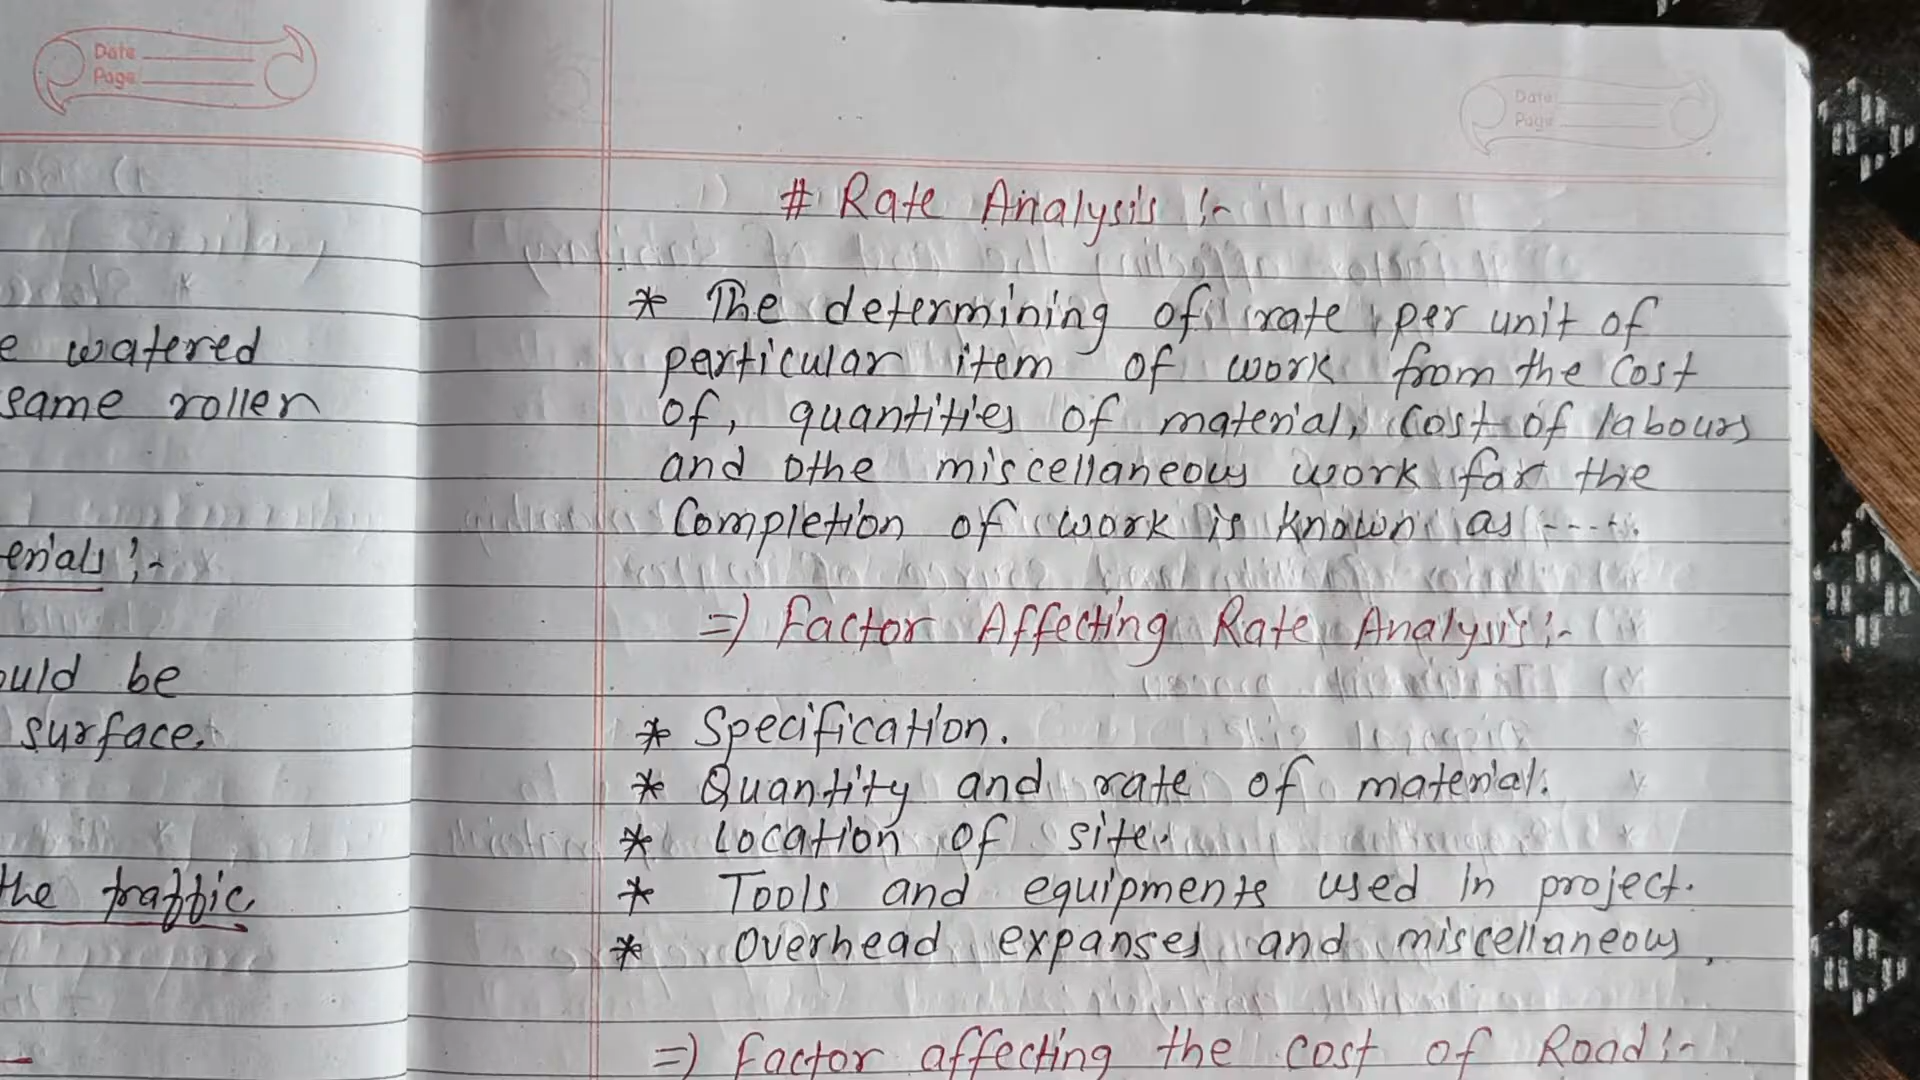 Date
Page
e watered
same roller
erials :-
ould be
surface.
the traffic.
Date
Page
# Rate Analysis :-
* The determining of rate per unit of
particular item of work from the cost
of, quantities of material, cost of labours
and othe miscellaneous work for the
Completion of work is known as -----.
=> Factor Affecting Rate Analysis :-
* Specification.
* Quantity and rate of material.
* Location of site.
* Tools and equipments used in project.
* Overhead expanses and miscellaneous.
=> Factor affecting the cost of Road :-